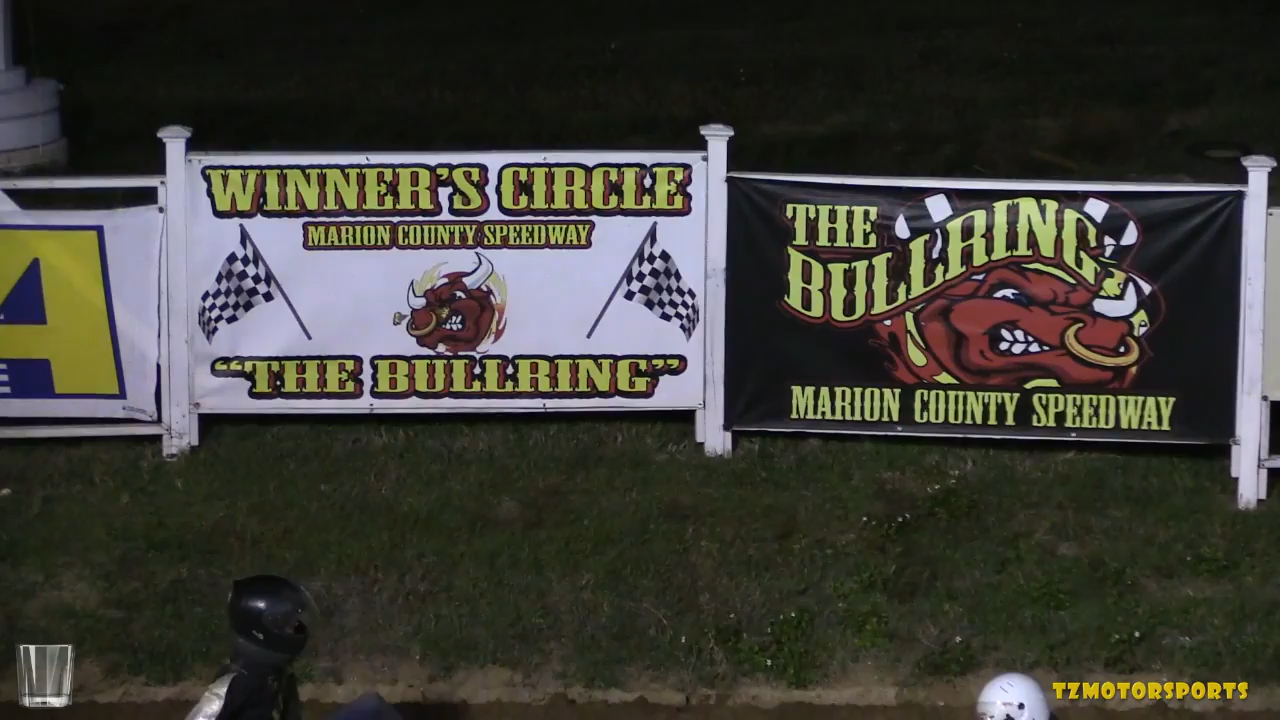 WINNER'S CIRCLE
MARION COUNTY SPEEDWAY
"THE BULLRING"
THE
BULLRING
MARION COUNTY SPEEDWAY
A
E
TZMOTORSPORTS